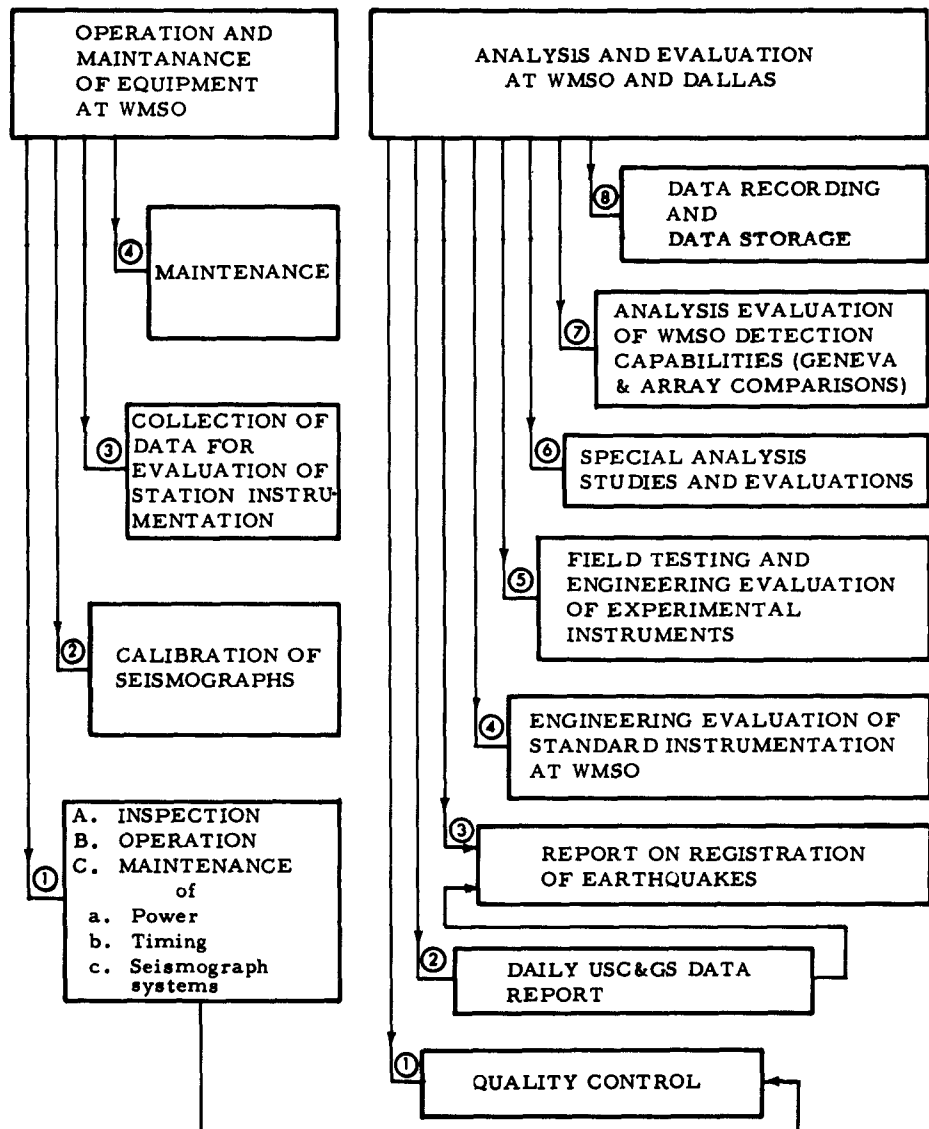 OPERATION AND
MAINTANANCE
OF EQUIPMENT
AT WMSO
④
MAINTENANCE
③
COLLECTION OF
DATA FOR
EVALUATION OF
STATION INSTRU-
MENTATION
②
CALIBRATION OF
SEISMOGRAPHS
①
A. INSPECTION
B. OPERATION
C. MAINTENANCE
of
a. Power
b. Timing
c. Seismograph
systems
ANALYSIS AND EVALUATION
AT WMSO AND DALLAS
⑧
DATA RECORDING
AND
DATA STORAGE
⑦
ANALYSIS EVALUATION
OF WMSO DETECTION
CAPABILITIES (GENEVA
& ARRAY COMPARISONS)
⑥
SPECIAL ANALYSIS
STUDIES AND EVALUATIONS
⑤
FIELD TESTING AND
ENGINEERING EVALUATION
OF EXPERIMENTAL
INSTRUMENTS
④
ENGINEERING EVALUATION OF
STANDARD INSTRUMENTATION
AT WMSO
③
REPORT ON REGISTRATION
OF EARTHQUAKES
②
DAILY USC&GS DATA
REPORT
①
QUALITY CONTROL